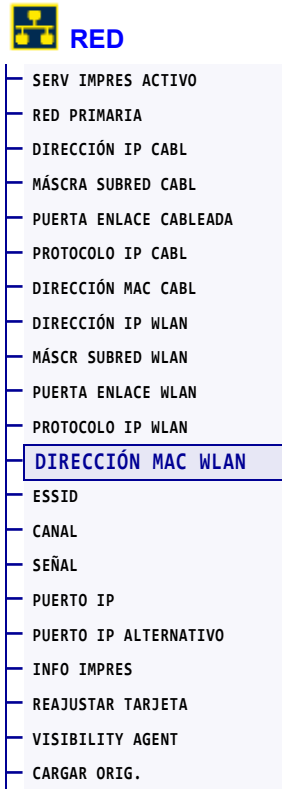 RED
SERV IMPRES ACTIVO
RED PRIMARIA
DIRECCIÓN IP CABL
MÁSCRA SUBRED CABL
PUERTA ENLACE CABLEADA
PROTOCOLO IP CABL
DIRECCIÓN MAC CABL
DIRECCIÓN IP WLAN
MÁSCR SUBRED WLAN
PUERTA ENLACE WLAN
PROTOCOLO IP WLAN
DIRECCIÓN MAC WLAN
ESSID
CANAL
SEÑAL
PUERTO IP
PUERTO IP ALTERNATIVO
INFO IMPRES
REAJUSTAR TARJETA
VISIBILITY AGENT
CARGAR ORIG.